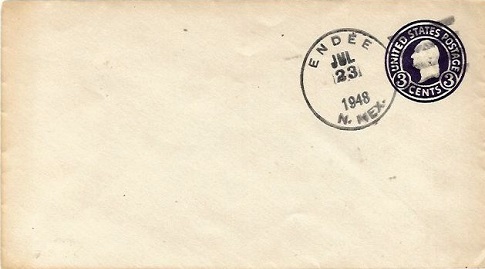 ENDEE
JUL
23
1948
N. MEX.
UNITED STATES POSTAGE
3 CENTS 3